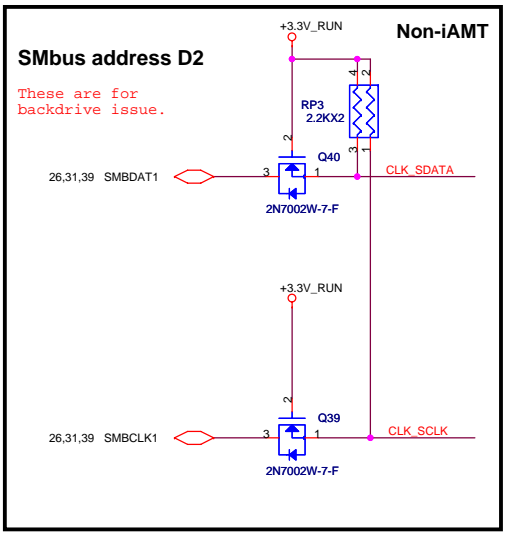 +3.3V_RUN
Non-iAMT
SMbus address D2
These are for
backdrive issue.
4
2
RP3
2.2KX2
2
Q40
3
1
26,31,39 SMBDAT1
3
1
CLK_SDATA
2N7002W-7-F
+3.3V_RUN
2
Q39
26,31,39 SMBCLK1
3
1
CLK_SCLK
2N7002W-7-F